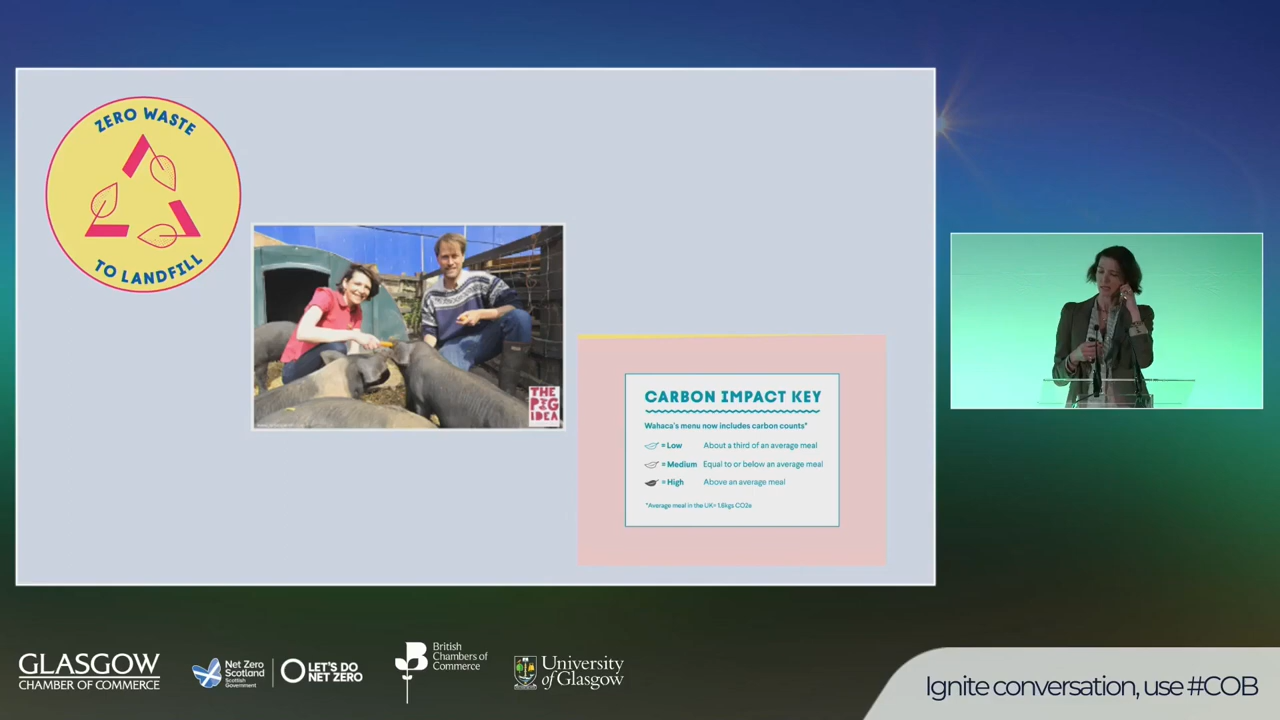 ZERO WASTE
TO LANDFILL
THE
PIG
IDEA
CARBON IMPACT KEY
Wahaca's menu now includes carbon counts*
= Low About a third of an average meal
= Medium Equal to or below an average meal
= High Above an average meal
*Average meal in the UK= 1.6kgs CO2e
GLASGOW
CHAMBER OF COMMERCE
Net Zero
Scotland
Scottish
Government
LET'S DO
NET ZERO
British
Chambers of
Commerce
University
of Glasgow
Ignite conversation, use #COB